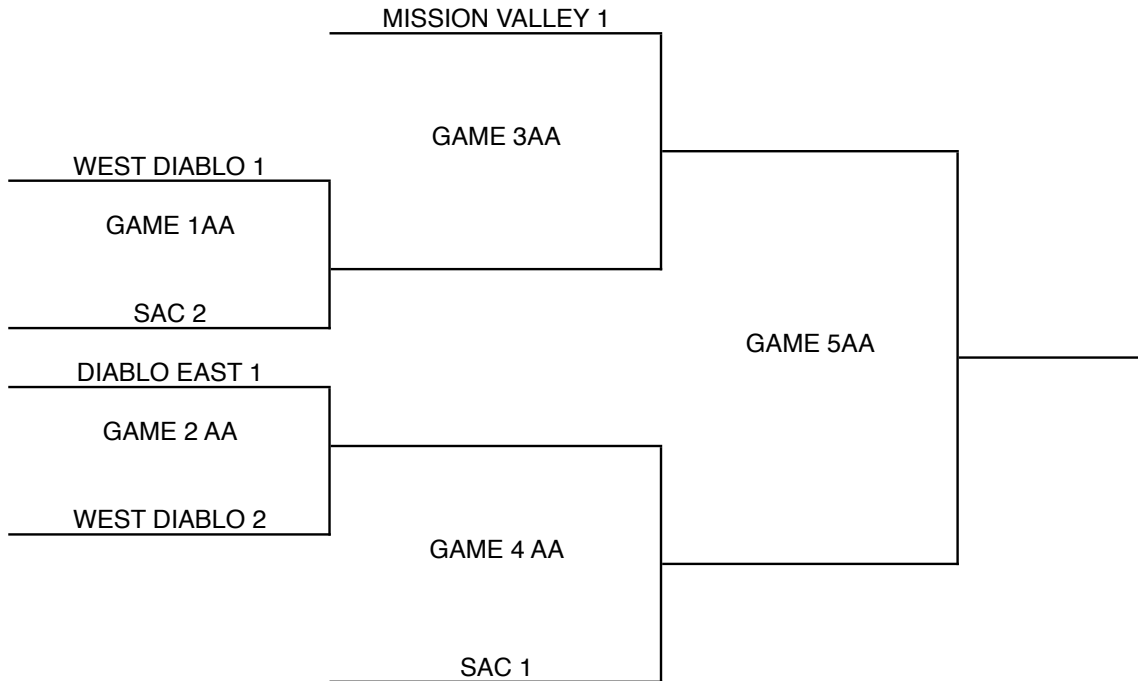 MISSION VALLEY 1
GAME 3AA
WEST DIABLO 1
GAME 1AA
SAC 2
GAME 5AA
DIABLO EAST 1
GAME 2 AA
WEST DIABLO 2
GAME 4 AA
SAC 1